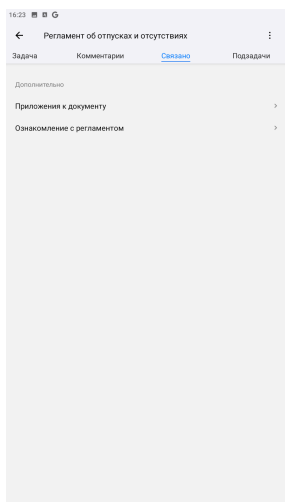 16:23
Регламент об отпусках и отсутствиях
Задача Комментарии Связано Подзадачи
Дополнительно
Приложения к документу
Ознакомление с регламентом